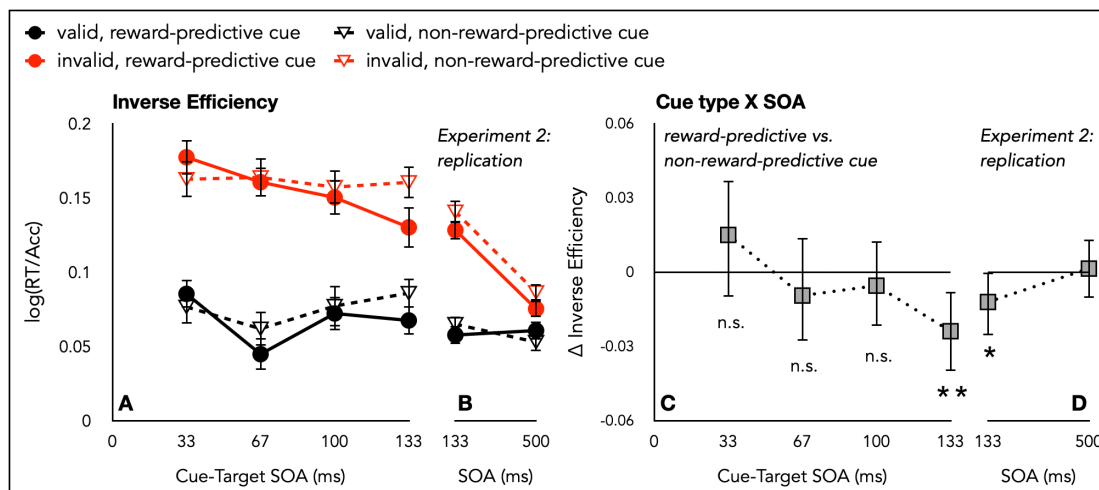 valid, reward-predictive cue
valid, non-reward-predictive cue
invalid, reward-predictive cue
invalid, non-reward-predictive cue
Inverse Efficiency
Cue type X SOA
0.2
0.15
0.1
0.05
0
log(RT/Acc)
Experiment 2:
replication
A
B
0
33
67
100
133
133
500
Cue-Target SOA (ms)
SOA (ms)
0.06
0.03
0
-0.03
-0.06
Δ Inverse Efficiency
reward-predictive vs.
non-reward-predictive cue
Experiment 2:
replication
n.s.
n.s.
n.s.
* *
*
C
D
0
33
67
100
133
133
500
Cue-Target SOA (ms)
SOA (ms)